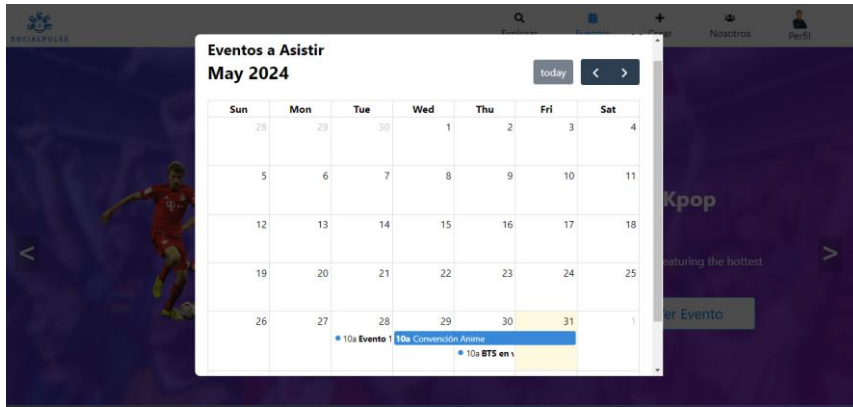 SOCIALPULSE
Explorar Eventos Crear Nosotros Perfil
Eventos a Asistir
May 2024
today < >
Sun Mon Tue Wed Thu Fri Sat
28 29 30 1 2 3 4
5 6 7 8 9 10 11
12 13 14 15 16 17 18
19 20 21 22 23 24 25
26 27 28 29 30 31 1
10a Evento 1 10a Convención Anime
10a BTS en
Kpop
eaturing the hottest
er Evento
< >